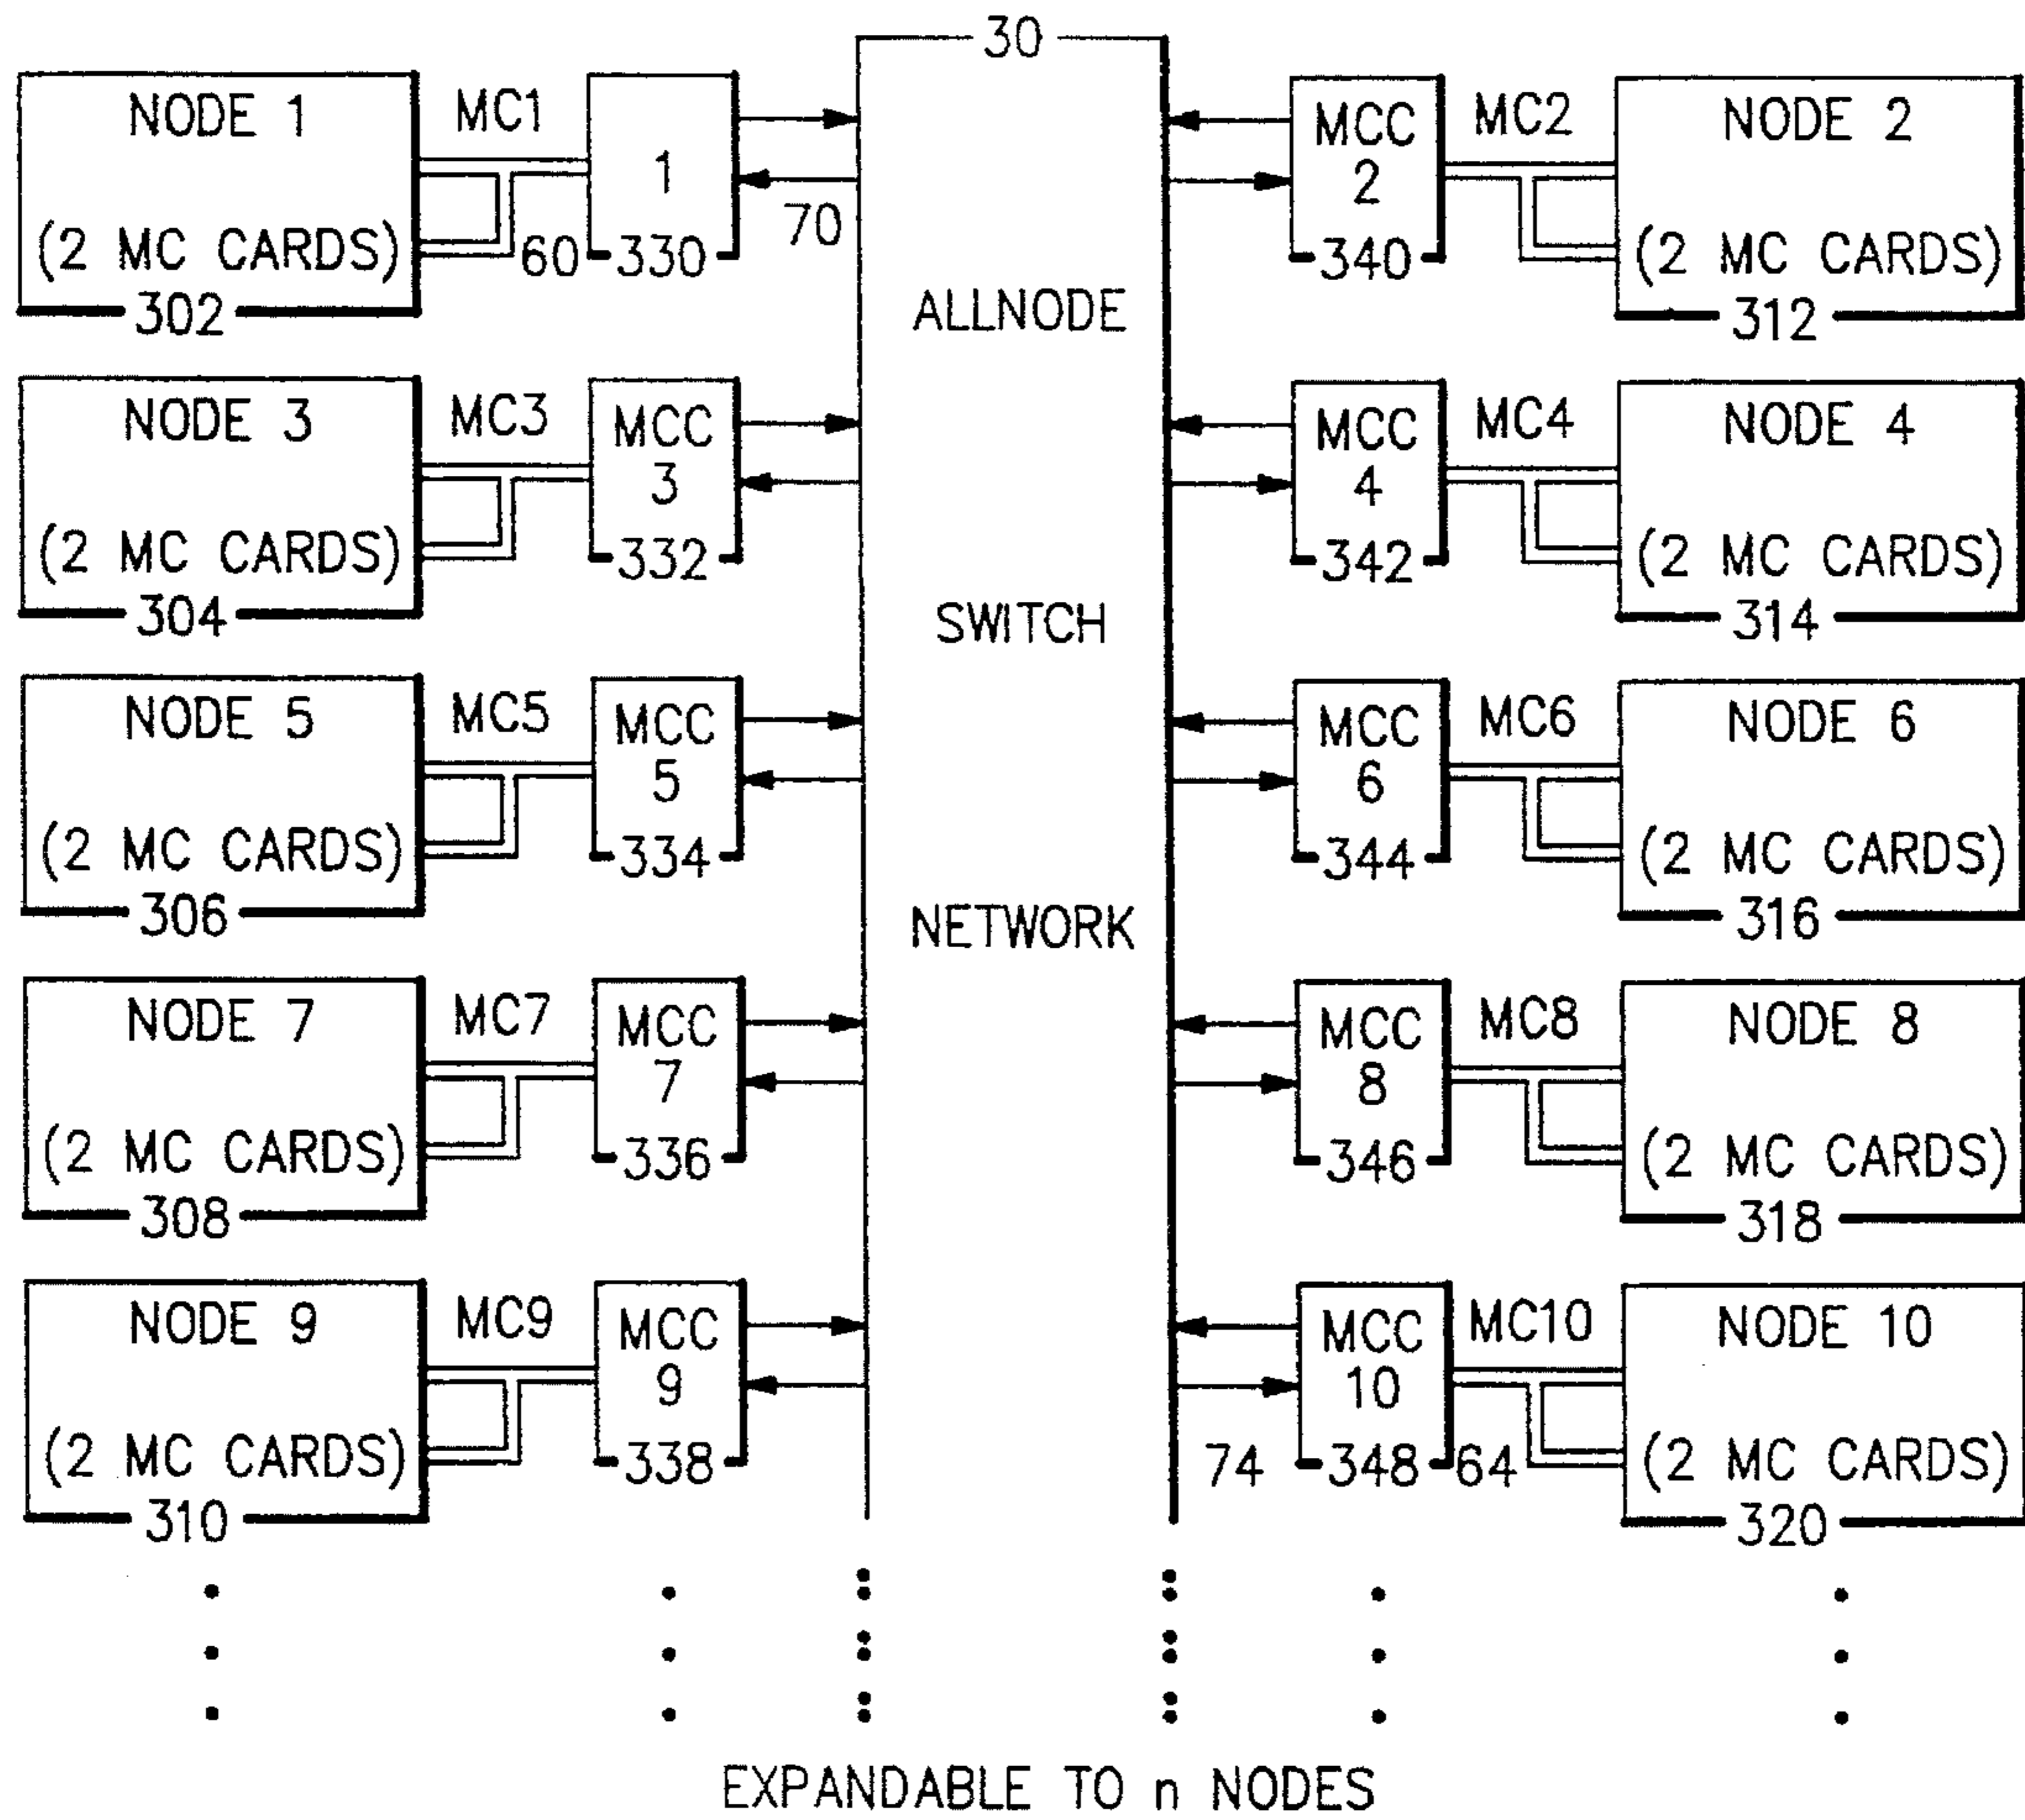 30
NODE 1
(2 MC CARDS)
302
MC1
60
1
330
70
MCC
2
340
MC2
NODE 2
(2 MC CARDS)
312
ALLNODE
NODE 3
(2 MC CARDS)
304
MC3
MCC
3
332
MCC
4
342
MC4
NODE 4
(2 MC CARDS)
314
SWITCH
NODE 5
(2 MC CARDS)
306
MC5
MCC
5
334
MCC
6
344
MC6
NODE 6
(2 MC CARDS)
316
NETWORK
NODE 7
(2 MC CARDS)
308
MC7
MCC
7
336
MCC
8
346
MC8
NODE 8
(2 MC CARDS)
318
NODE 9
(2 MC CARDS)
310
MC9
MCC
9
338
74
MCC
10
348
64
MC10
NODE 10
(2 MC CARDS)
320
EXPANDABLE TO n NODES